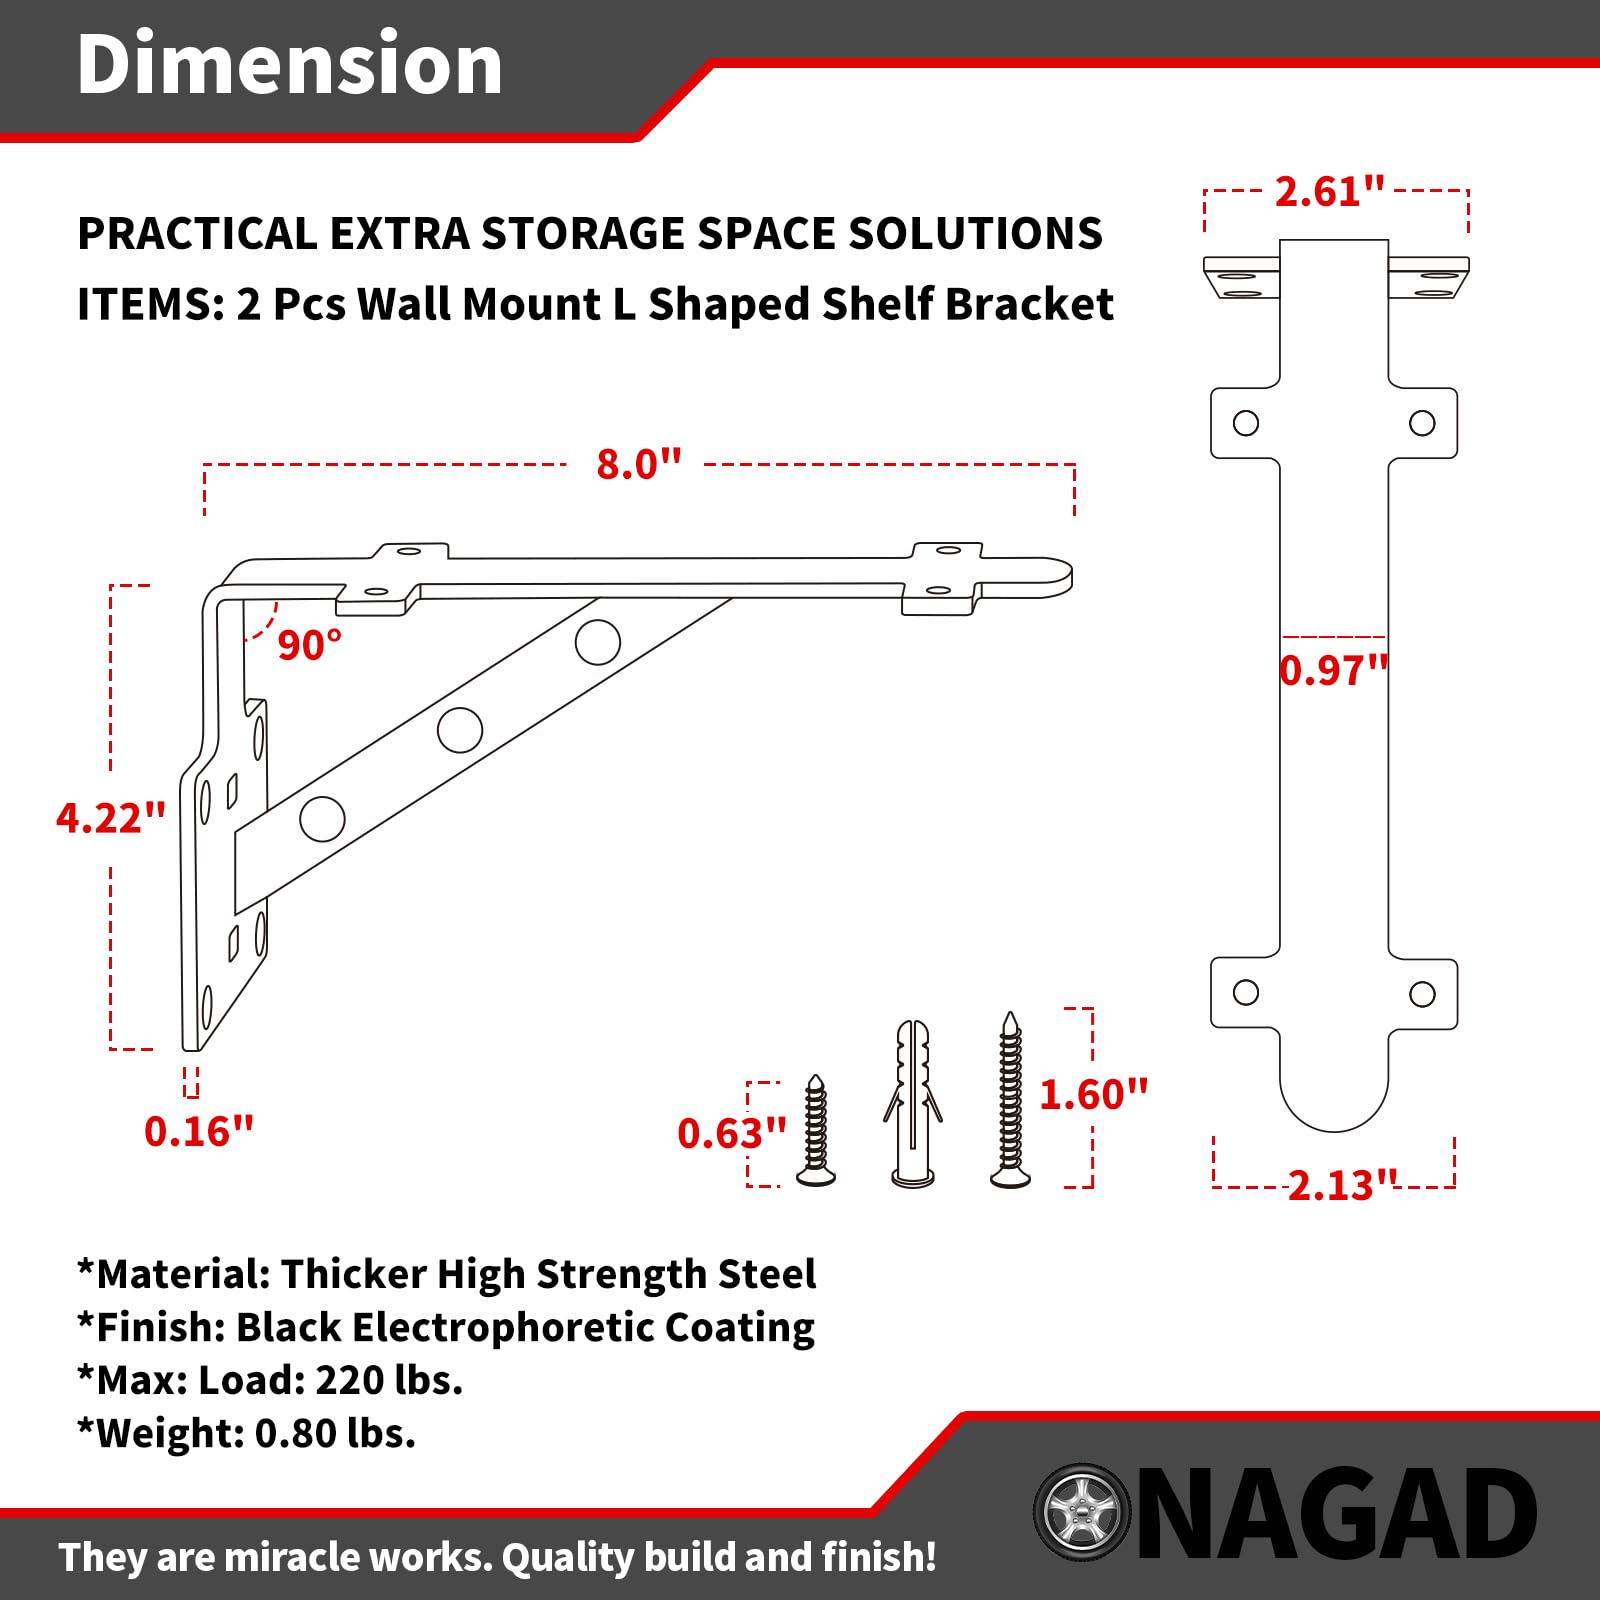 Dimension
PRACTICAL EXTRA STORAGE SPACE SOLUTIONS
ITEMS: 2 Pcs Wall Mount L Shaped Shelf Bracket
2.61"
8.0"
90°
0.97"
4.22"
0.16"
0.63"
1.60"
2.13"
*Material: Thicker High Strength Steel
*Finish: Black Electrophoretic Coating
*Max: Load: 220 lbs.
*Weight: 0.80 lbs.
They are miracle works. Quality build and finish!
ONAGAD